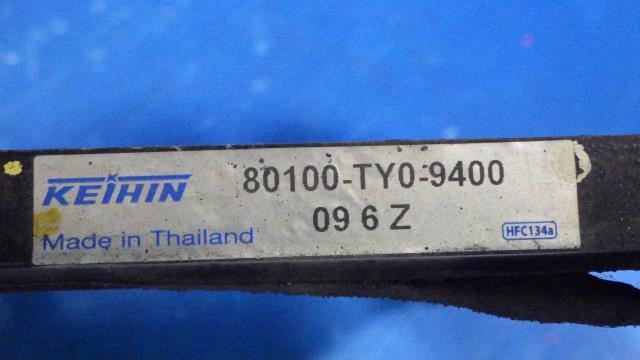 KEIHIN
80100-TY0-9400
09 6 Z
Made in Thailand
HFC134a